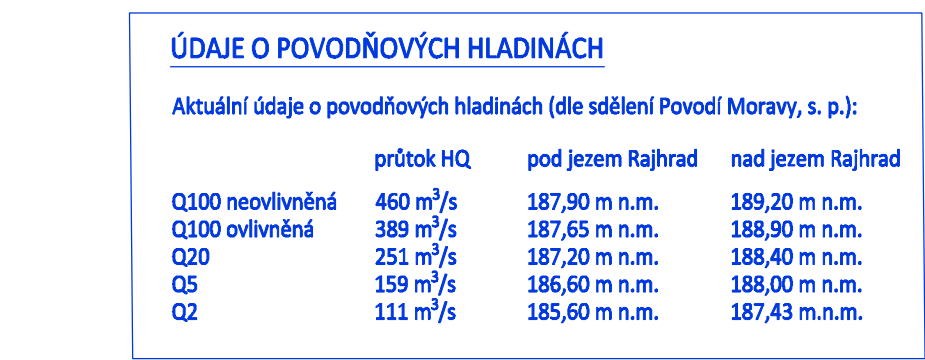 ÚDAJE O POVODŇOVÝCH HLADINÁCH
Aktuální údaje o povodňových hladinách (dle sdělení Povodí Moravy, s. p.):
průtok HQ pod jezem Rajhrad nad jezem Rajhrad
Q100 neovlivněná 460 m³/s 187,90 m n.m. 189,20 m n.m.
Q100 ovlivněná 389 m³/s 187,65 m n.m. 188,90 m n.m.
Q20 251 m³/s 187,20 m n.m. 188,40 m n.m.
Q5 159 m³/s 186,60 m n.m. 188,00 m n.m.
Q2 111 m³/s 185,60 m n.m. 187,43 m.n.m.